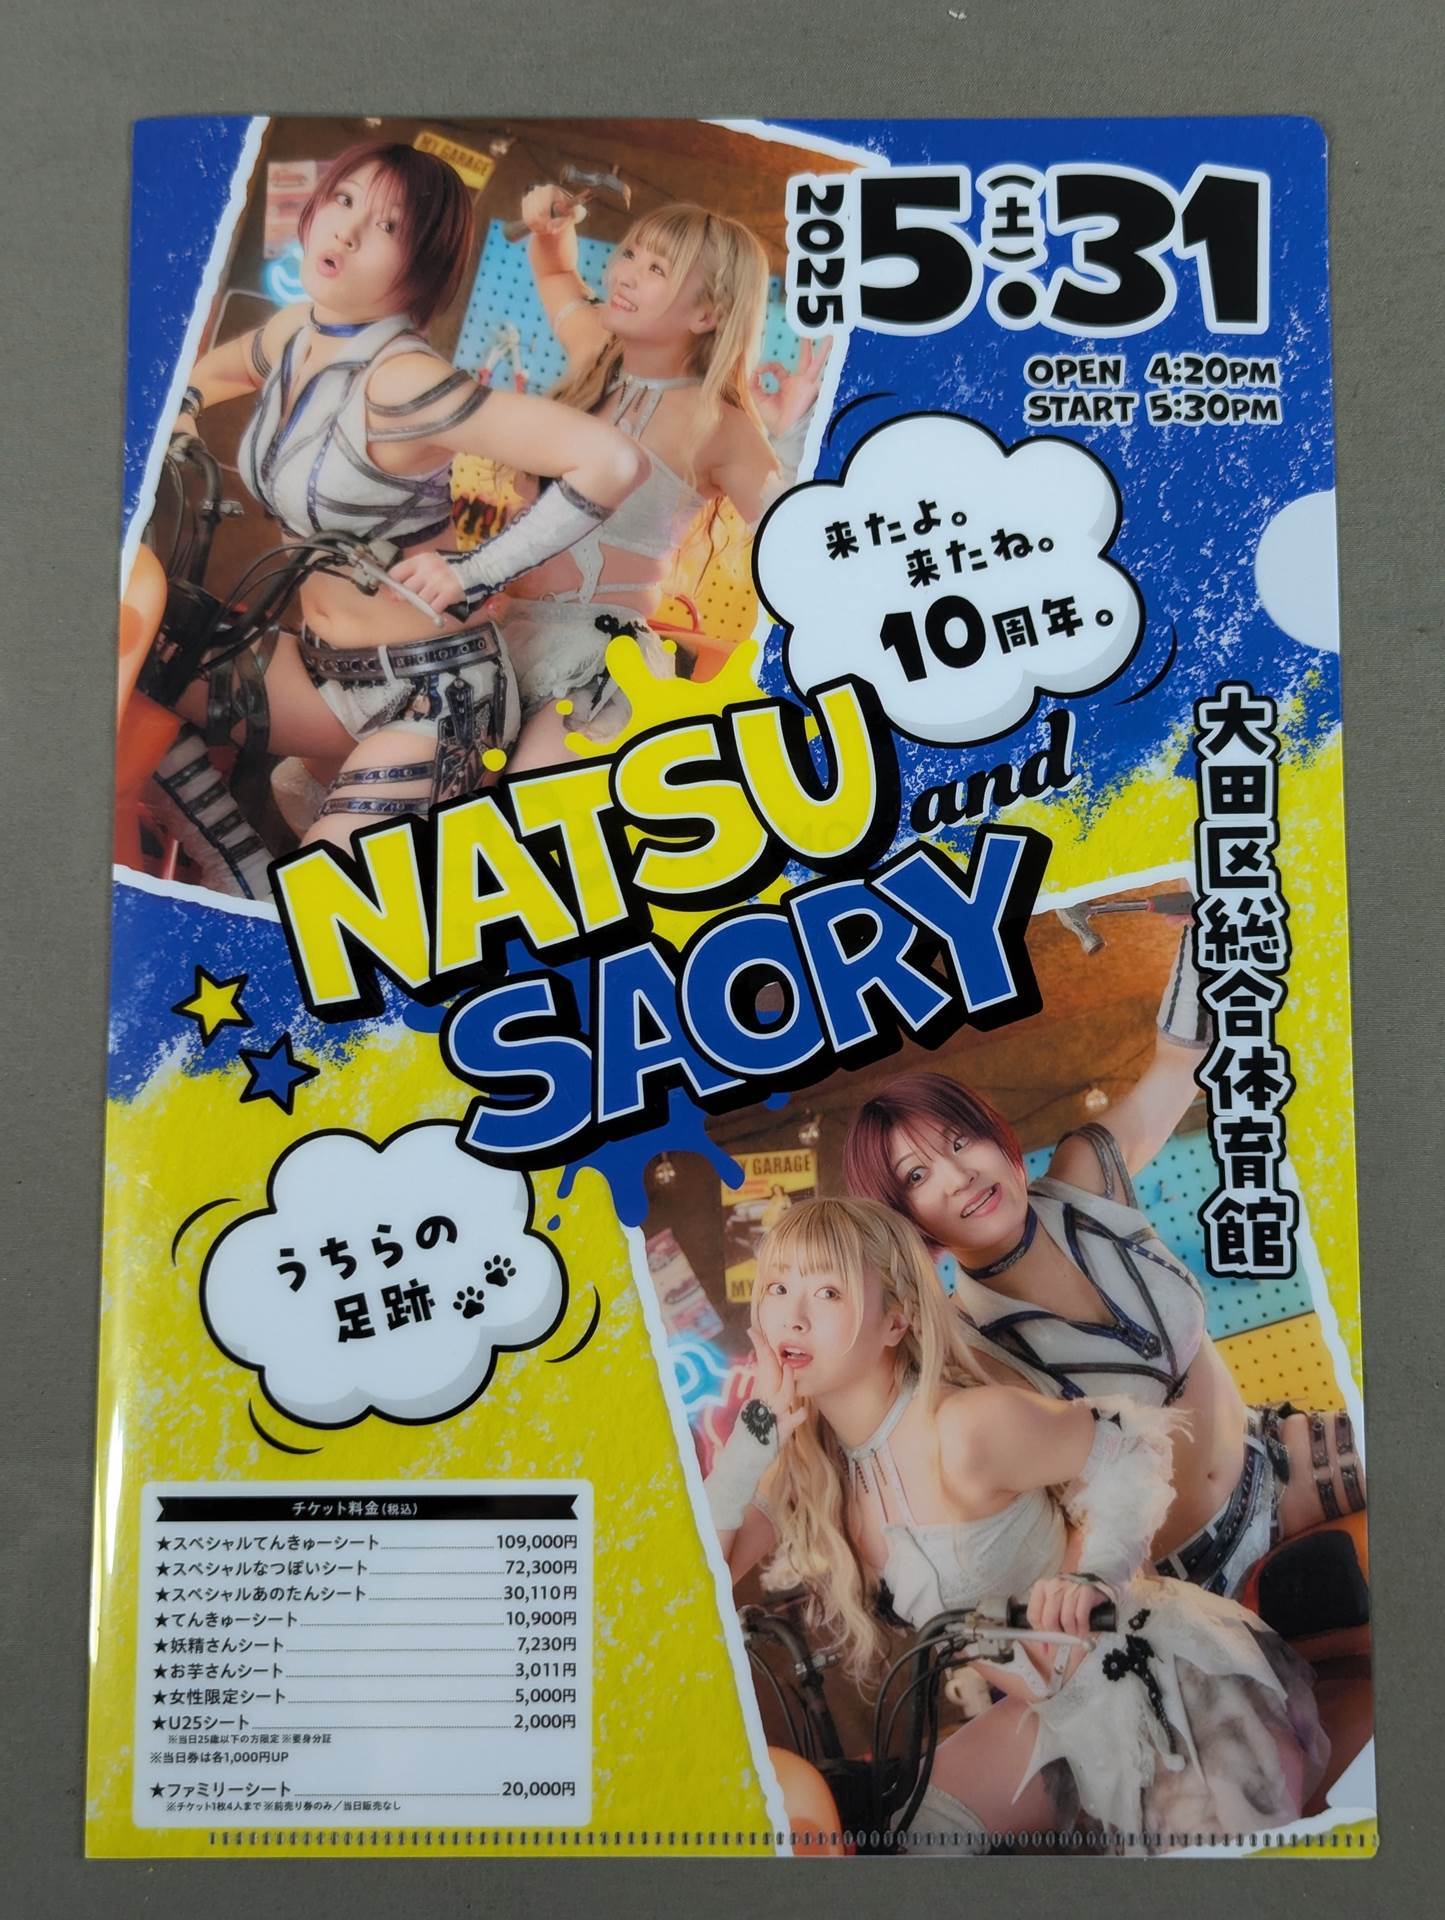 MY GARAGE
2025
5.31
(土)
OPEN 4:20PM
START 5:30PM
来たよ。
来たね。
10周年。
大田区総合体育館
NATSU
and
SAORY
MY GARAGE
MY
うちらの
足跡
チケット料金(税込)
★スペシャルてんきゅーシート 109,000円
★スペシャルなつぽいシート 72,300円
★スペシャルあのたんシート 30,110円
★てんきゅーシート 10,900円
★妖精さんシート 7,230円
★お芋さんシート 3,011円
★女性限定シート 5,000円
★U25シート 2,000円
※当日25歳以下の方限定 ※要身分証
※当日券は各1,000円UP
★ファミリーシート 20,000円
※チケット1枚4人まで ※前売り券のみ/当日販売なし